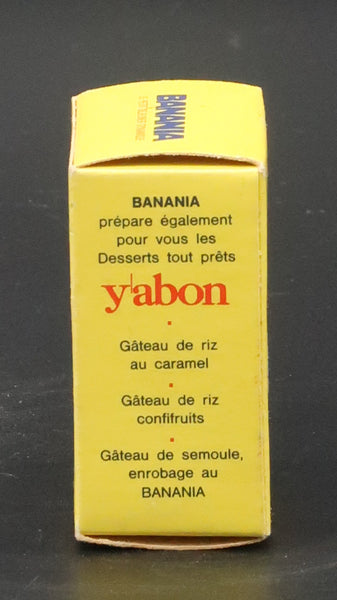 BANANIA
BANANIA
prépare également
pour vous les
Desserts tout prêts
y'abon
Gâteau de riz
au caramel
Gâteau de riz
confifruits
Gâteau de semoule,
enrobage au
BANANIA